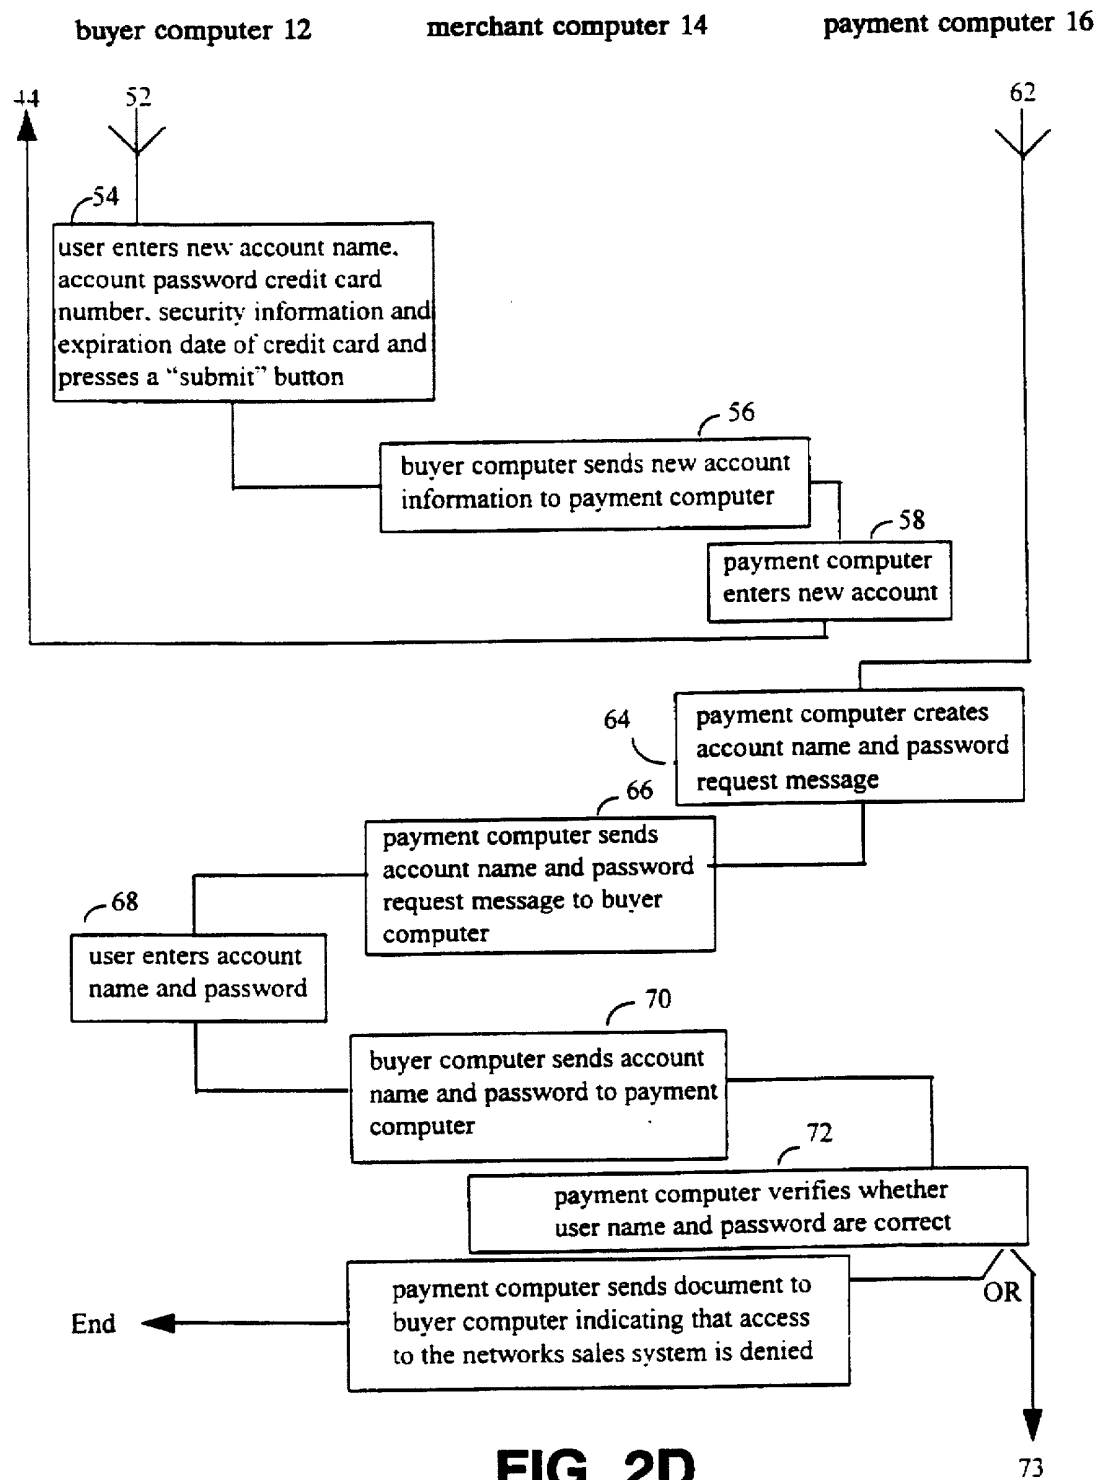 buyer computer 12
merchant computer 14
payment computer 16
44
52
62
54
user enters new account name,
account password credit card
number, security information and
expiration date of credit card and
presses a "submit" button
56
buyer computer sends new account
information to payment computer
58
payment computer
enters new account
64
payment computer creates
account name and password
request message
66
payment computer sends
account name and password
request message to buyer
computer
68
user enters account
name and password
70
buyer computer sends account
name and password to payment
computer
72
payment computer verifies whether
user name and password are correct
OR
payment computer sends document to
buyer computer indicating that access
to the networks sales system is denied
End
73
FIG. 2D